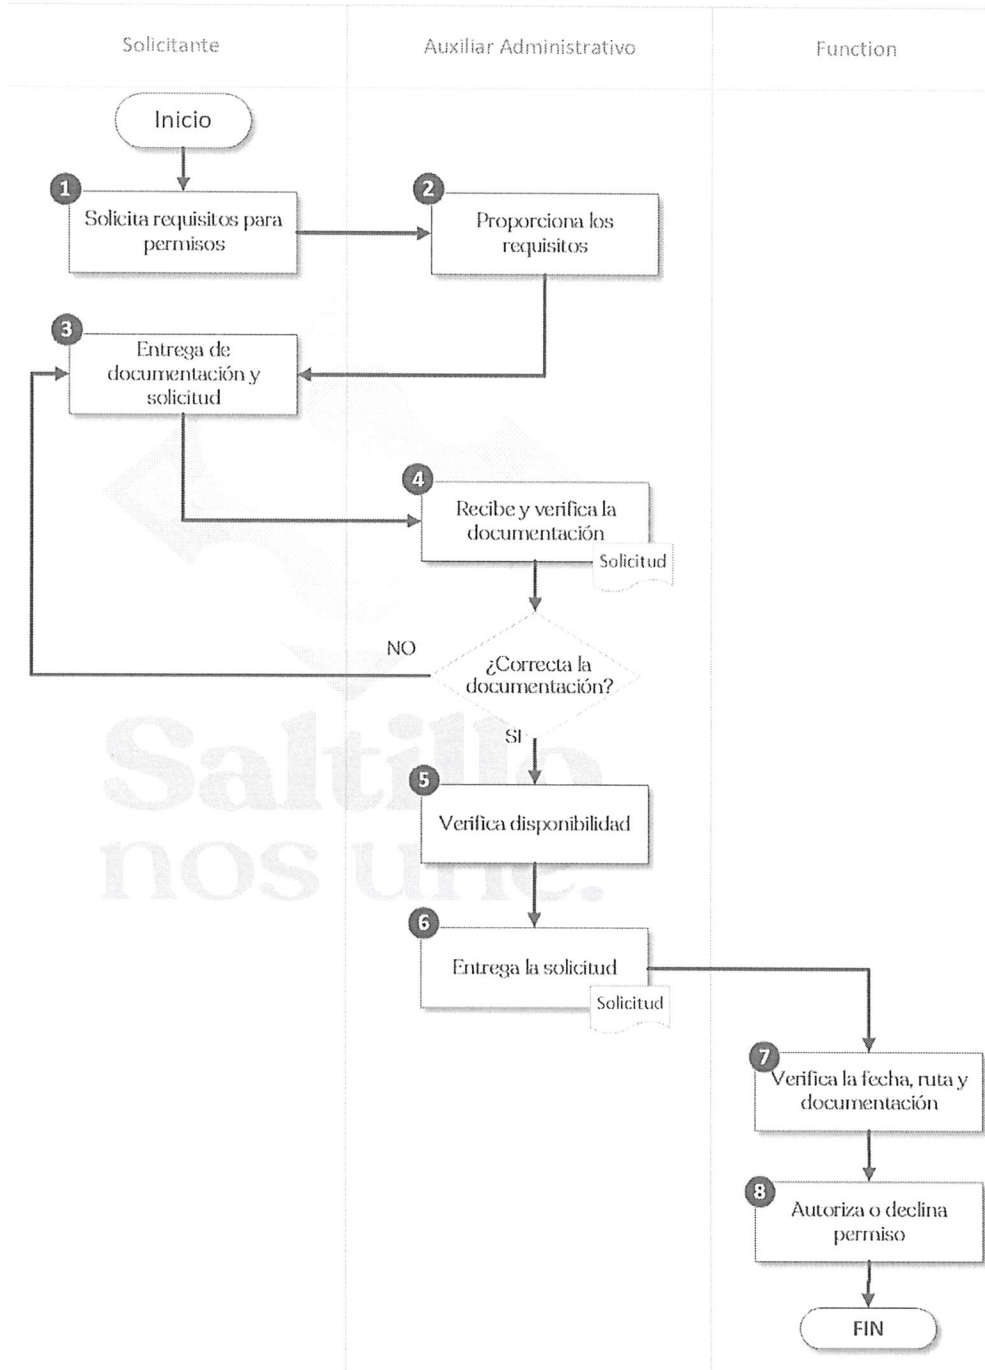 Solicitante
Auxiliar Administrativo
Function
Inicio
1
Solicita requisitos para
permisos
2
Proporciona los
requisitos
3
Entrega de
documentación y
solicitud
4
Recibe y verifica la
documentación
Solicitud
¿Correcta la
documentación?
NO
SI
5
Verifica disponibilidad
6
Entrega la solicitud
Solicitud
7
Verifica la fecha, ruta y
documentación
8
Autoriza o declina
permiso
FIN
Saltillo
nos une.